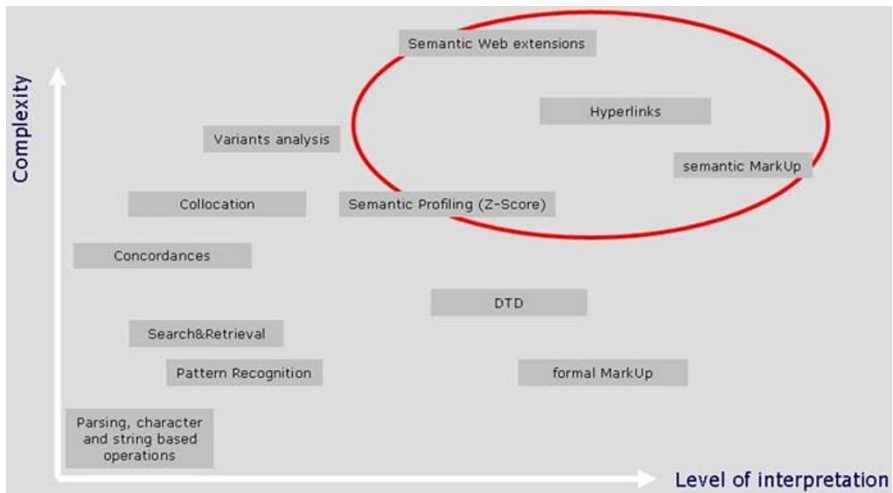 Semantic Web extensions
Complexity
Hyperlinks
Variants analysis
semantic MarkUp
Collocation
Semantic Profiling (Z-Score)
Concordances
DTD
Search&Retrieval
Pattern Recognition
formal MarkUp
Parsing, character
and string based
operations
Level of interpretation